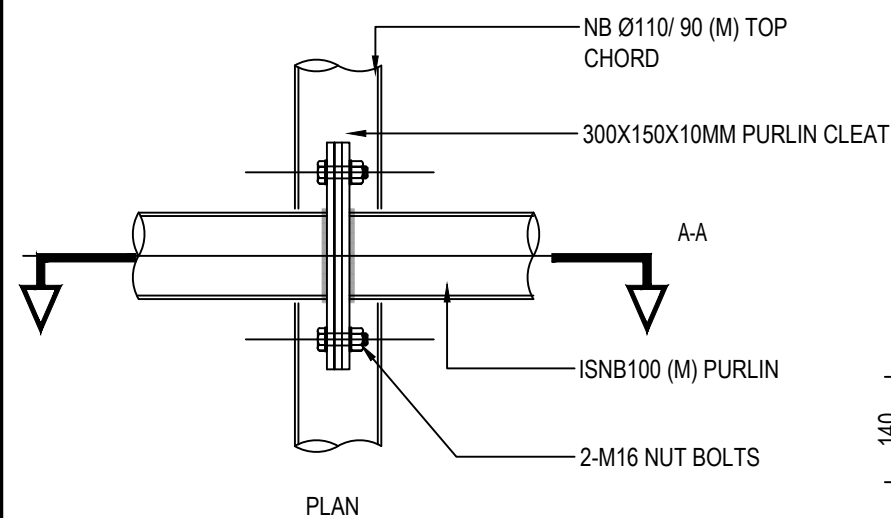 NB Ø110/ 90 (M) TOP
CHORD
300X150X10MM PURLIN CLEAT
A-A
ISNB100 (M) PURLIN
140
2-M16 NUT BOLTS
PLAN